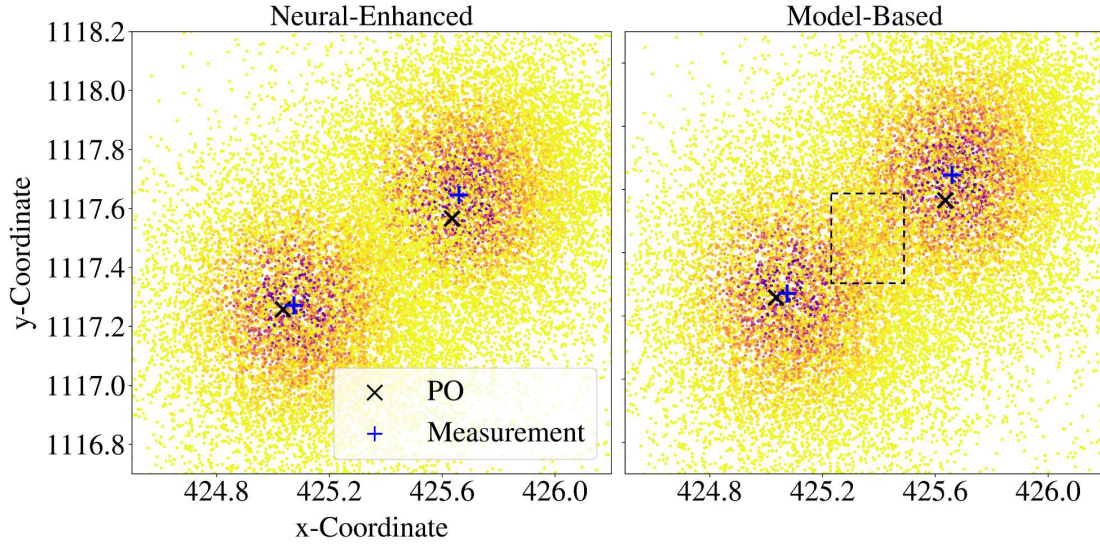 Neural-Enhanced
Model-Based
1118.2
1118.0
1117.8
1117.6
1117.4
1117.2
1117.0
1116.8
y-Coordinate
PO
Measurement
424.8 425.2 425.6 426.0
424.8 425.2 425.6 426.0
x-Coordinate